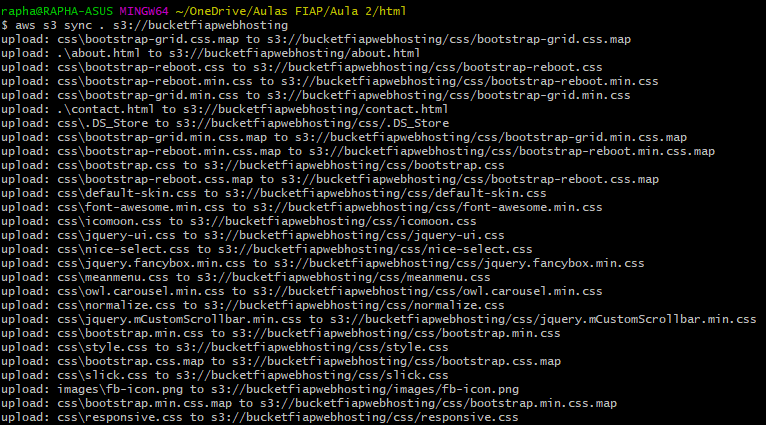 rapha@RAPHA-ASUS MINGW64 ~/OneDrive/Aulas FIAP/Aula 2/html
$ aws s3 sync . s3://bucketfiapwebhosting
upload: css\bootstrap-grid.css.map to s3://bucketfiapwebhosting/css/bootstrap-grid.css.map
upload: .\about.html to s3://bucketfiapwebhosting/about.html
upload: css\bootstrap-reboot.css to s3://bucketfiapwebhosting/css/bootstrap-reboot.css
upload: css\bootstrap-reboot.min.css to s3://bucketfiapwebhosting/css/bootstrap-reboot.min.css
upload: css\bootstrap-grid.min.css to s3://bucketfiapwebhosting/css/bootstrap-grid.min.css
upload: .\contact.html to s3://bucketfiapwebhosting/contact.html
upload: css\.DS_Store to s3://bucketfiapwebhosting/css/.DS_Store
upload: css\bootstrap-grid.min.css.map to s3://bucketfiapwebhosting/css/bootstrap-grid.min.css.map
upload: css\bootstrap-reboot.min.css.map to s3://bucketfiapwebhosting/css/bootstrap-reboot.min.css.map
upload: css\bootstrap.css to s3://bucketfiapwebhosting/css/bootstrap.css
upload: css\bootstrap-reboot.css.map to s3://bucketfiapwebhosting/css/bootstrap-reboot.css.map
upload: css\default-skin.css to s3://bucketfiapwebhosting/css/default-skin.css
upload: css\font-awesome.min.css to s3://bucketfiapwebhosting/css/font-awesome.min.css
upload: css\icomoon.css to s3://bucketfiapwebhosting/css/icomoon.css
upload: css\jquery-ui.css to s3://bucketfiapwebhosting/css/jquery-ui.css
upload: css\nice-select.css to s3://bucketfiapwebhosting/css/nice-select.css
upload: css\jquery.fancybox.min.css to s3://bucketfiapwebhosting/css/jquery.fancybox.min.css
upload: css\meanmenu.css to s3://bucketfiapwebhosting/css/meanmenu.css
upload: css\owl.carousel.min.css to s3://bucketfiapwebhosting/css/owl.carousel.min.css
upload: css\normalize.css to s3://bucketfiapwebhosting/css/normalize.css
upload: css\jquery.mCustomScrollbar.min.css to s3://bucketfiapwebhosting/css/jquery.mCustomScrollbar.min.css
upload: css\bootstrap.min.css to s3://bucketfiapwebhosting/css/bootstrap.min.css
upload: css\style.css to s3://bucketfiapwebhosting/css/style.css
upload: css\bootstrap.css.map to s3://bucketfiapwebhosting/css/bootstrap.css.map
upload: css\slick.css to s3://bucketfiapwebhosting/css/slick.css
upload: images\fb-icon.png to s3://bucketfiapwebhosting/images/fb-icon.png
upload: css\bootstrap.min.css.map to s3://bucketfiapwebhosting/css/bootstrap.min.css.map
upload: css\responsive.css to s3://bucketfiapwebhosting/css/responsive.css